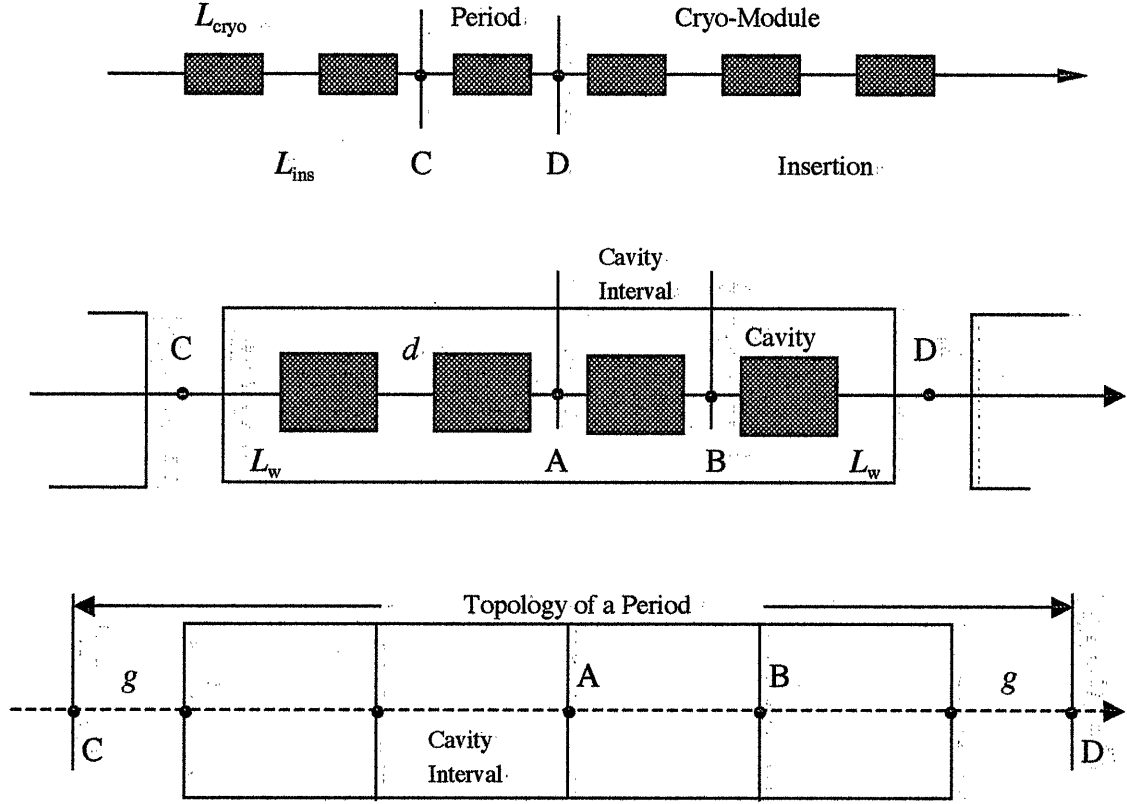 L_cryo Period Cryo-Module
L_ins C D Insertion
Cavity
Interval
C d Cavity D
L_w A B L_w
Topology of a Period
g A B g
C Cavity D
Interval